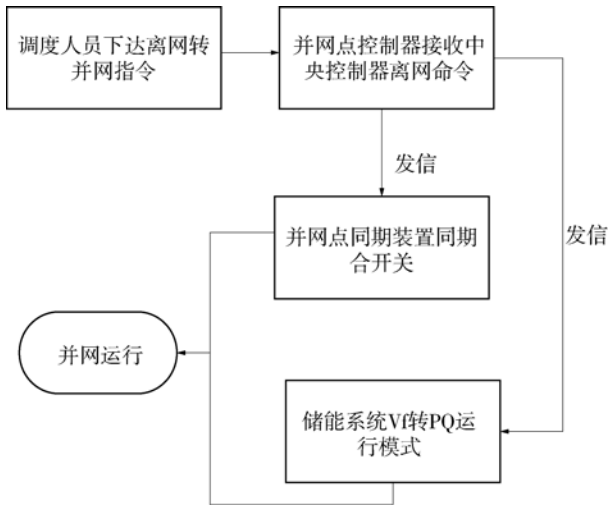 调度人员下达离网转
并网指令
并网点控制器接收中
央控制器离网命令
发信
发信
并网点同期装置同期
合开关
并网运行
储能系统Vf转PQ运
行模式